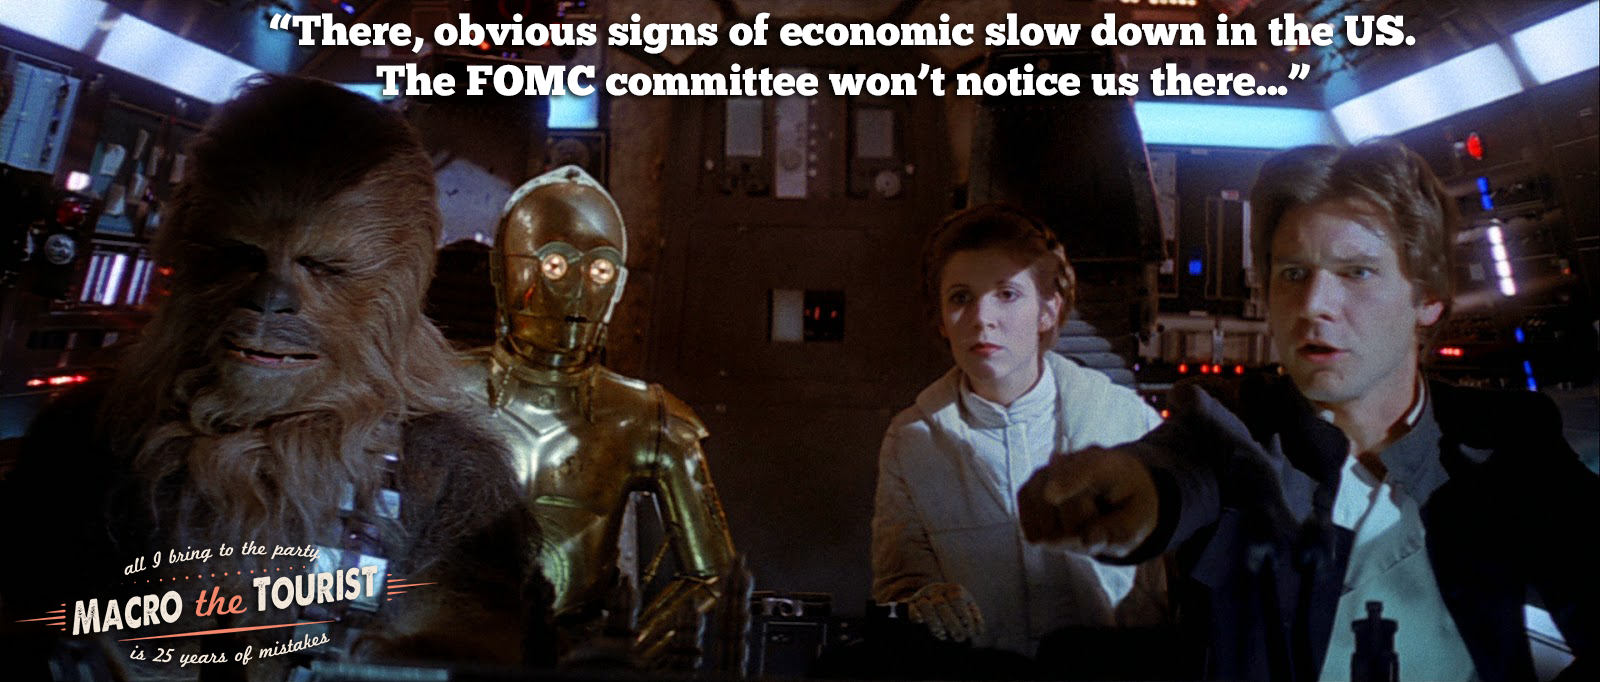 “There, obvious signs of economic slow down in the US.
The FOMC committee won’t notice us there...”
all I bring to the party
MACRO the TOURIST
is 25 years of mistakes